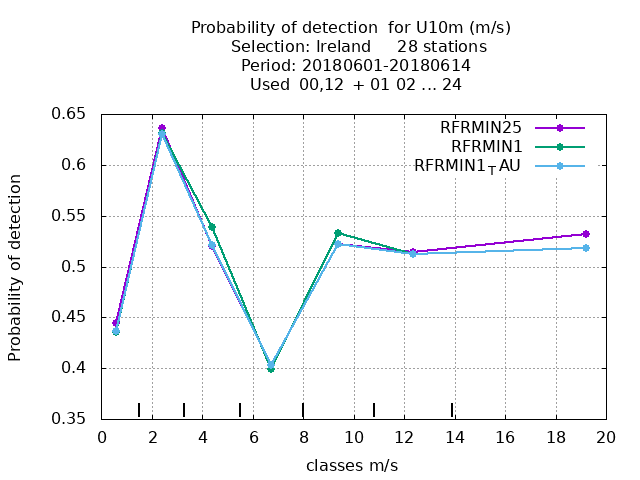 Probability of detection  for U10m (m/s)
Selection: Ireland     28 stations
Period: 20180601-20180614
Used  00,12  + 01 02 ... 24
RFRMIN25
RFRMIN1
RFRMIN1TAU
Probability of detection
0.65
0.6
0.55
0.5
0.45
0.4
0.35
0 2 4 6 8 10 12 14 16 18 20
classes m/s